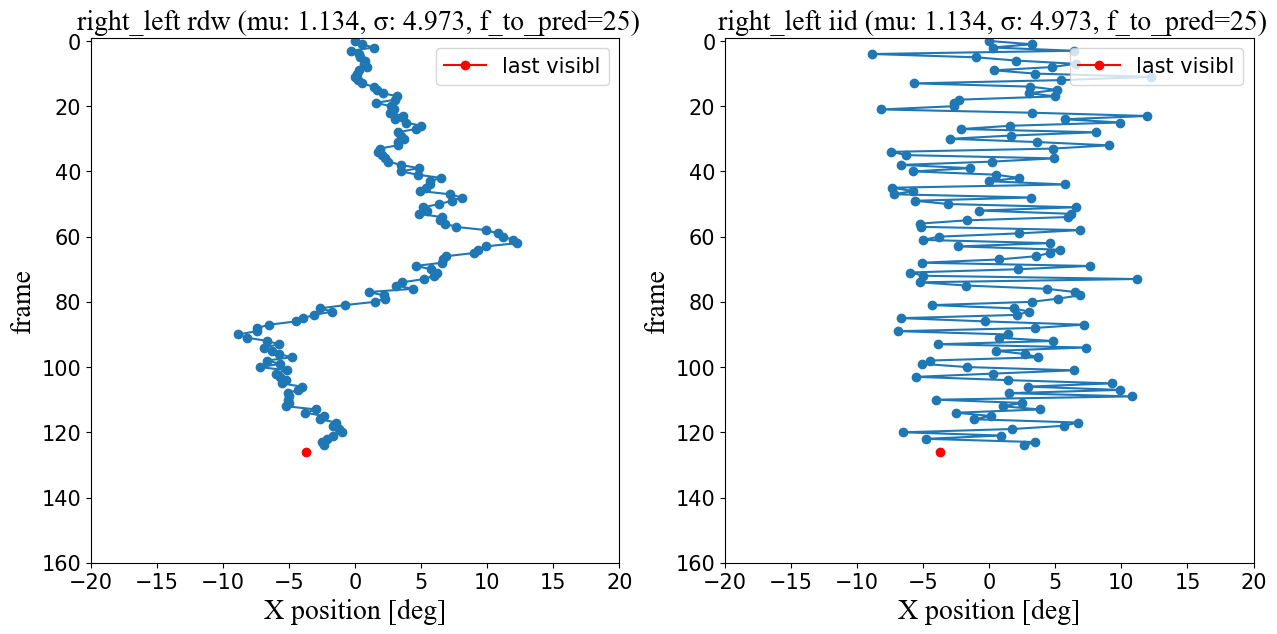 right_left rdw (mu: 1.134, σ: 4.973, f_to_pred=25)
last visibl
0
20
40
60
80
100
120
140
160
frame
−20 −15 −10 −5 0 5 10 15 20
X position [deg]
right_left iid (mu: 1.134, σ: 4.973, f_to_pred=25)
last visibl
0
20
40
60
80
100
120
140
160
frame
−20 −15 −10 −5 0 5 10 15 20
X position [deg]